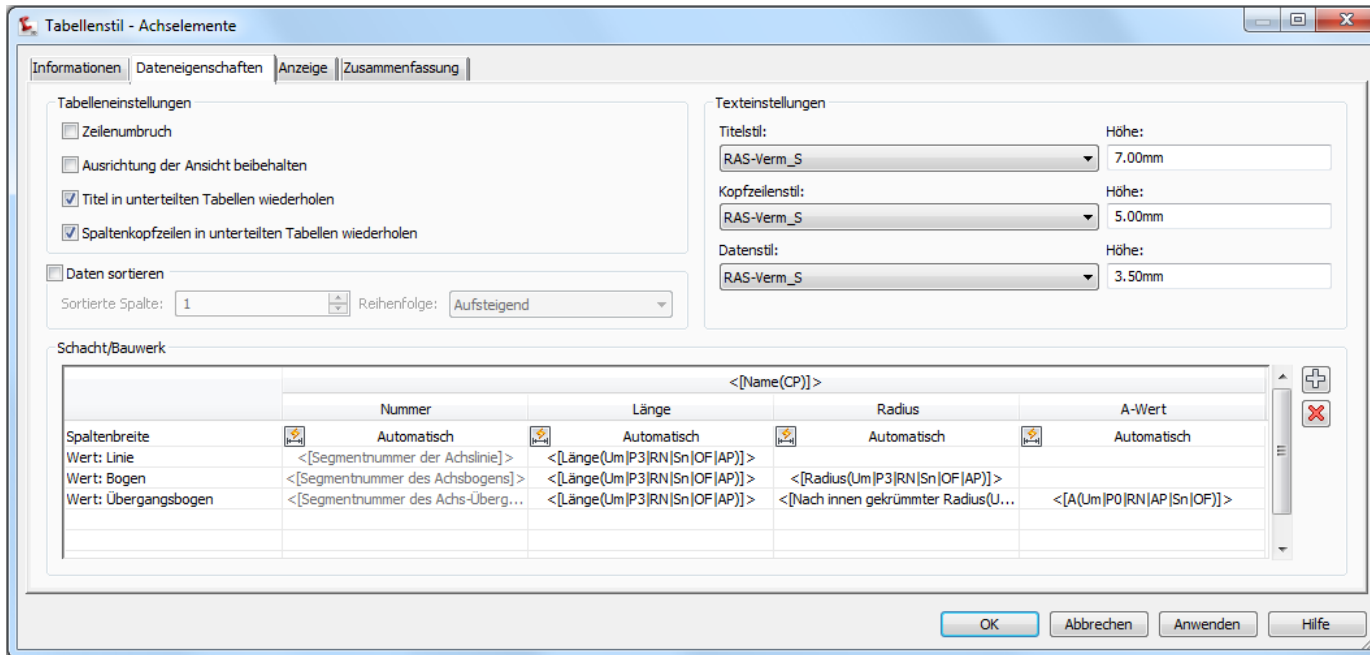 Tabellenstil - Achselemente
Informationen Dateneigenschaften Anzeige Zusammenfassung
Tabelleneinstellungen
Zeilenumbruch
Ausrichtung der Ansicht beibehalten
Titel in unterteilten Tabellen wiederholen
Spaltenkopfzeilen in unterteilten Tabellen wiederholen
Daten sortieren
Sortierte Spalte: 1 Reihenfolge: Aufsteigend
Texteinstellungen
Titelstil: Höhe:
RAS-Verm_S 7.00mm
Kopfzeilenstil: Höhe:
RAS-Verm_S 5.00mm
Datenstil: Höhe:
RAS-Verm_S 3.50mm
Schacht/Bauwerk
<[Name(CP)]>
Nummer Länge Radius A-Wert
Spaltenbreite Automatisch Automatisch Automatisch Automatisch
Wert: Linie <[Segmentnummer der Achslinie]> <[Länge(Um|P3|RN|Sn|OF|AP)]>
Wert: Bogen <[Segmentnummer des Achsbogens]> <[Länge(Um|P3|RN|Sn|OF|AP)]> <[Radius(Um|P3|RN|Sn|OF|AP)]>
Wert: Übergangsbogen <[Segmentnummer des Achs-Überg... <[Länge(Um|P3|RN|Sn|OF|AP)]> <[Nach innen gekrümmter Radius(U... <[A(Um|P0|RN|AP|Sn|OF)]>
OK Abbrechen Anwenden Hilfe